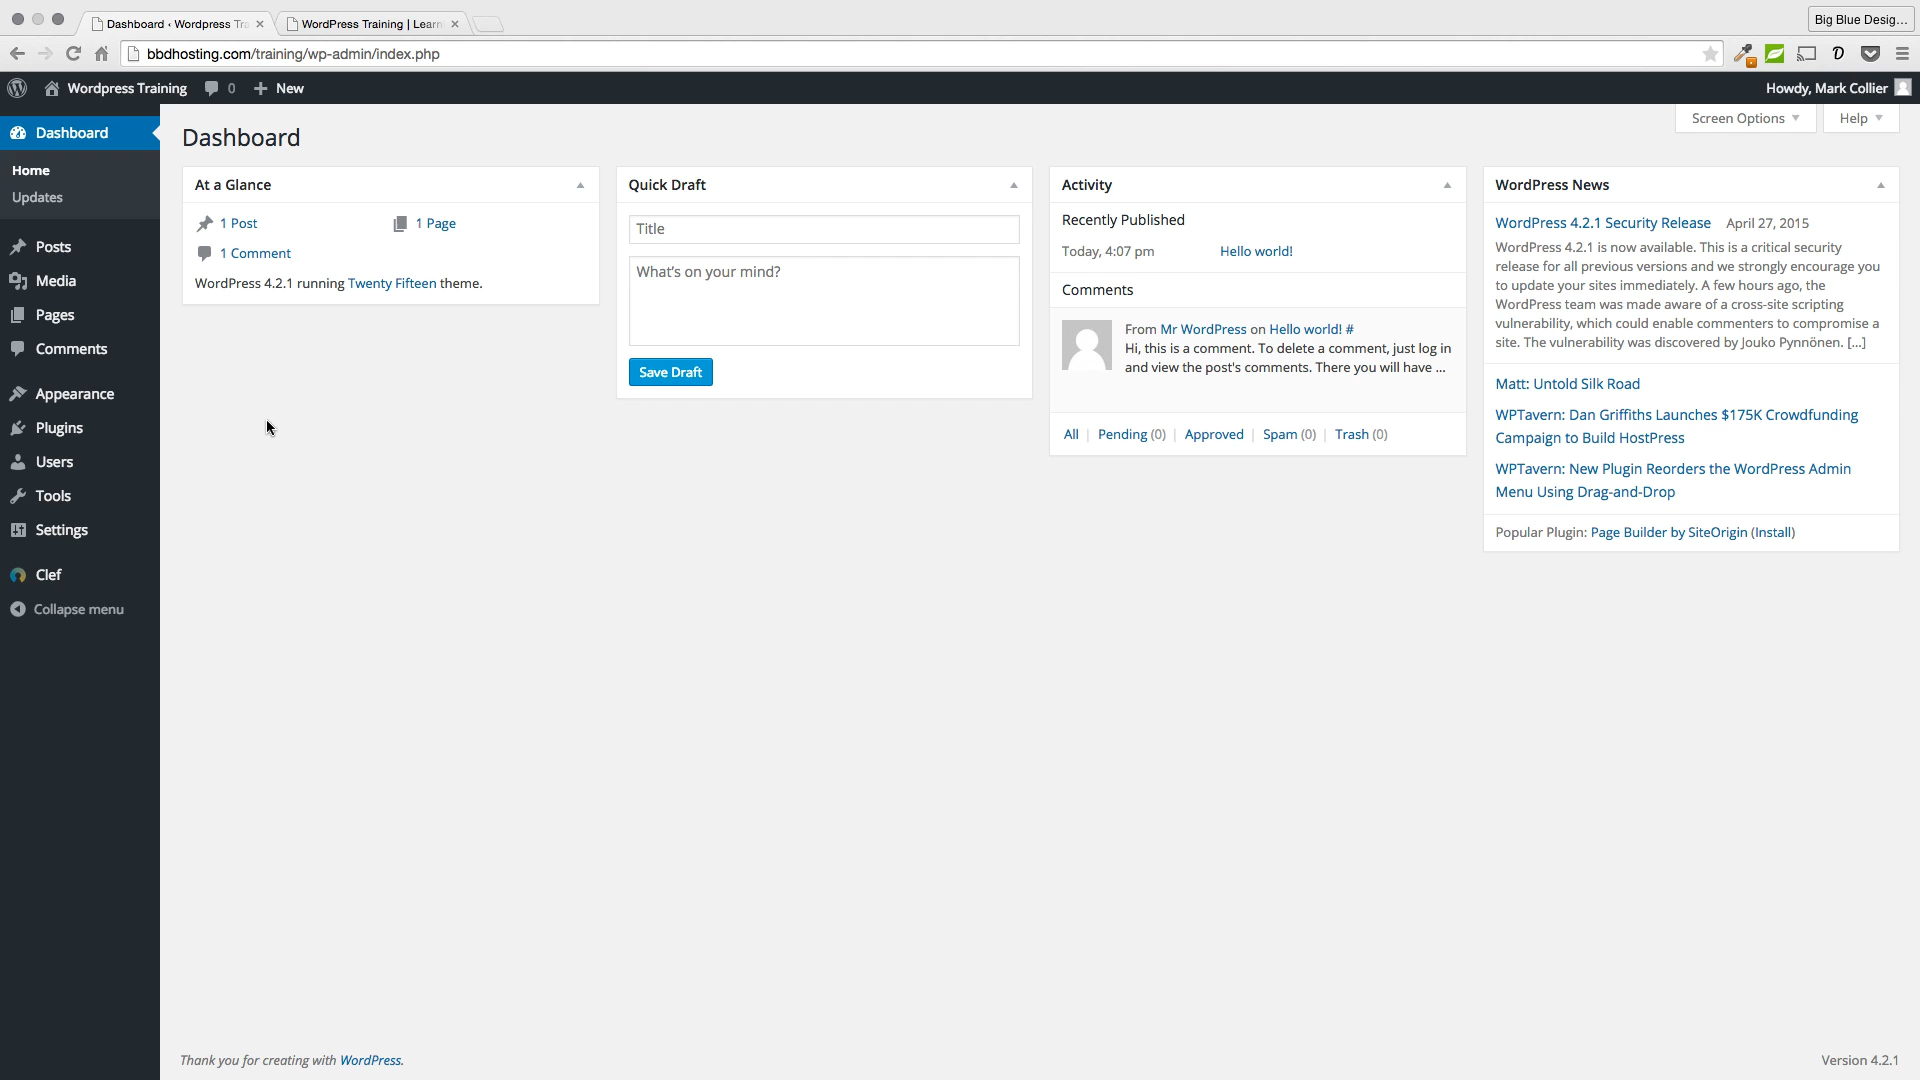 Dashboard ‹ Wordpress Tra
WordPress Training | Learn
Big Blue Desig...
bbdhosting.com/training/wp-admin/index.php
Wordpress Training
0
New
Howdy, Mark Collier
Dashboard
Home
Updates
Posts
Media
Pages
Comments
Appearance
Plugins
Users
Tools
Settings
Clef
Collapse menu
Screen Options
Help
Dashboard
At a Glance
1 Post
1 Page
1 Comment
WordPress 4.2.1 running Twenty Fifteen theme.
Quick Draft
Title
What's on your mind?
Save Draft
Activity
Recently Published
Today, 4:07 pm
Hello world!
Comments
From Mr WordPress on Hello world! #
Hi, this is a comment. To delete a comment, just log in
and view the post's comments. There you will have ...
All | Pending (0) | Approved | Spam (0) | Trash (0)
WordPress News
WordPress 4.2.1 Security Release April 27, 2015
WordPress 4.2.1 is now available. This is a critical security
release for all previous versions and we strongly encourage you
to update your sites immediately. A few hours ago, the
WordPress team was made aware of a cross-site scripting
vulnerability, which could enable commenters to compromise a
site. The vulnerability was discovered by Jouko Pynnönen. [...]
Matt: Untold Silk Road
WPTavern: Dan Griffiths Launches $175K Crowdfunding
Campaign to Build HostPress
WPTavern: New Plugin Reorders the WordPress Admin
Menu Using Drag-and-Drop
Popular Plugin: Page Builder by SiteOrigin (Install)
Thank you for creating with WordPress.
Version 4.2.1